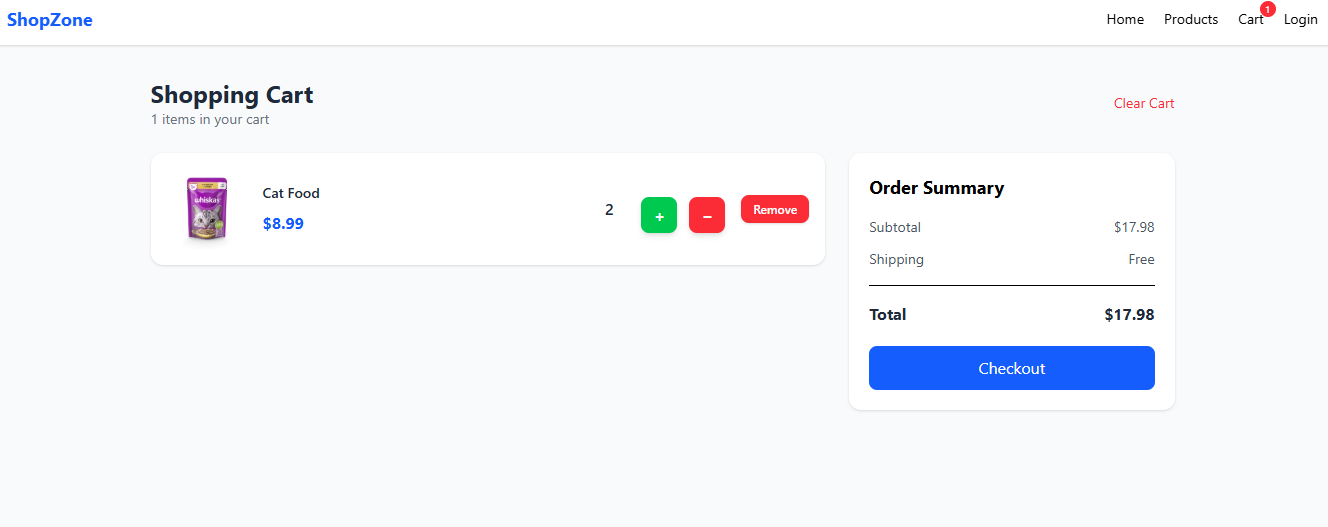 ShopZone
Home Products Cart 1 Login
Shopping Cart
1 items in your cart
Clear Cart
whiskas
Cat Food
$8.99
2 + − Remove
Order Summary
Subtotal $17.98
Shipping Free
Total $17.98
Checkout